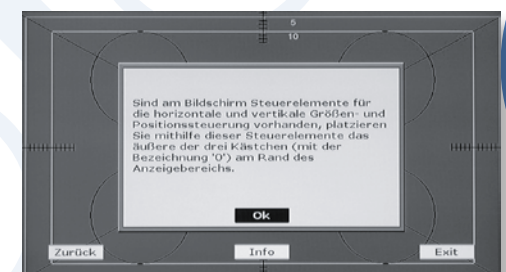 5
10
Sind am Bildschirm Steuerelemente für
die horizontale und vertikale Größen- und
Positionssteuerung vorhanden, platzieren
Sie mithilfe dieser Steuerelemente das
äußere der drei Kästchen (mit der
Bezeichnung '0') am Rand des
Anzeigebereichs.
Ok
Zurück Info Exit